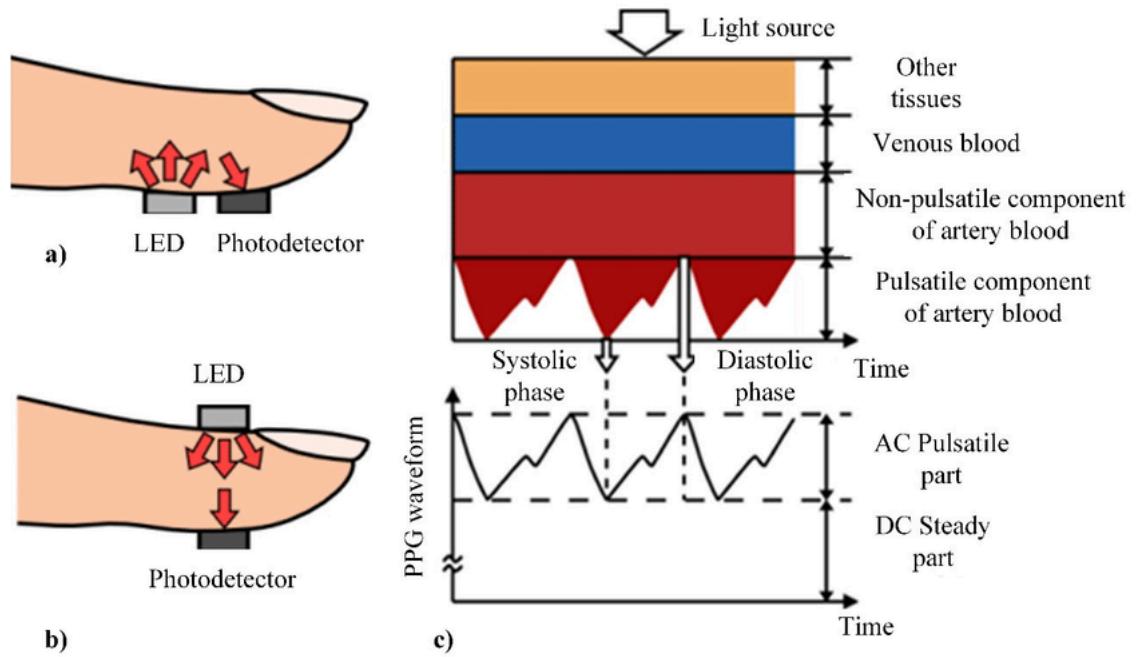 LED
Photodetector
a)
LED
Photodetector
b)
Light source
Other
tissues
Venous blood
Non-pulsatile component
of artery blood
Pulsatile component
of artery blood
Systolic
phase
Diastolic
phase
Time
PPG waveform
AC Pulsatile
part
DC Steady
part
Time
c)